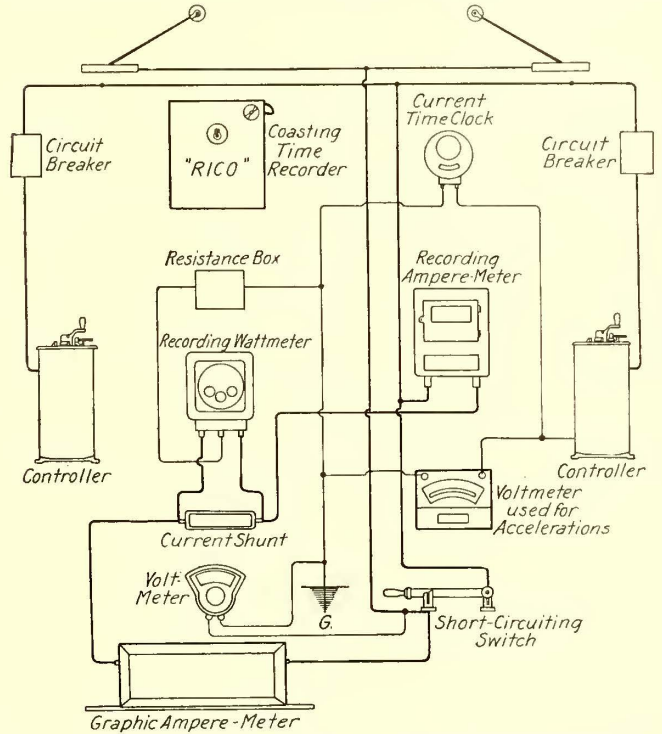 Current
Time Clock
Circuit
Breaker
"RICO"
Coasting
Time
Recorder
Circuit
Breaker
Resistance Box
Recording
Ampere-Meter
Recording Wattmeter
Controller
Controller
Voltmeter
used for
Accelerations
Current Shunt
Volt-
Meter
G.
Short-Circuiting
Switch
Graphic Ampere-Meter